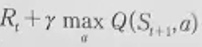 R_t + γ max_a Q(S_{t+1}, a)